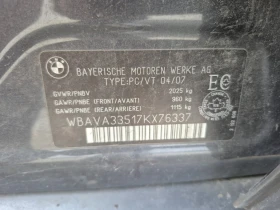 BAYERISCHE MOTOREN WERKE AG
TYPE:PC/VT 04/07
GVWR/PNBV 2025 kg
GAWR/PNBE (FRONT/AVANT) 960 kg
GAWR/PNBE (REAR/ARRIERE) 1115 kg
EC
WBAVA33517KX76337